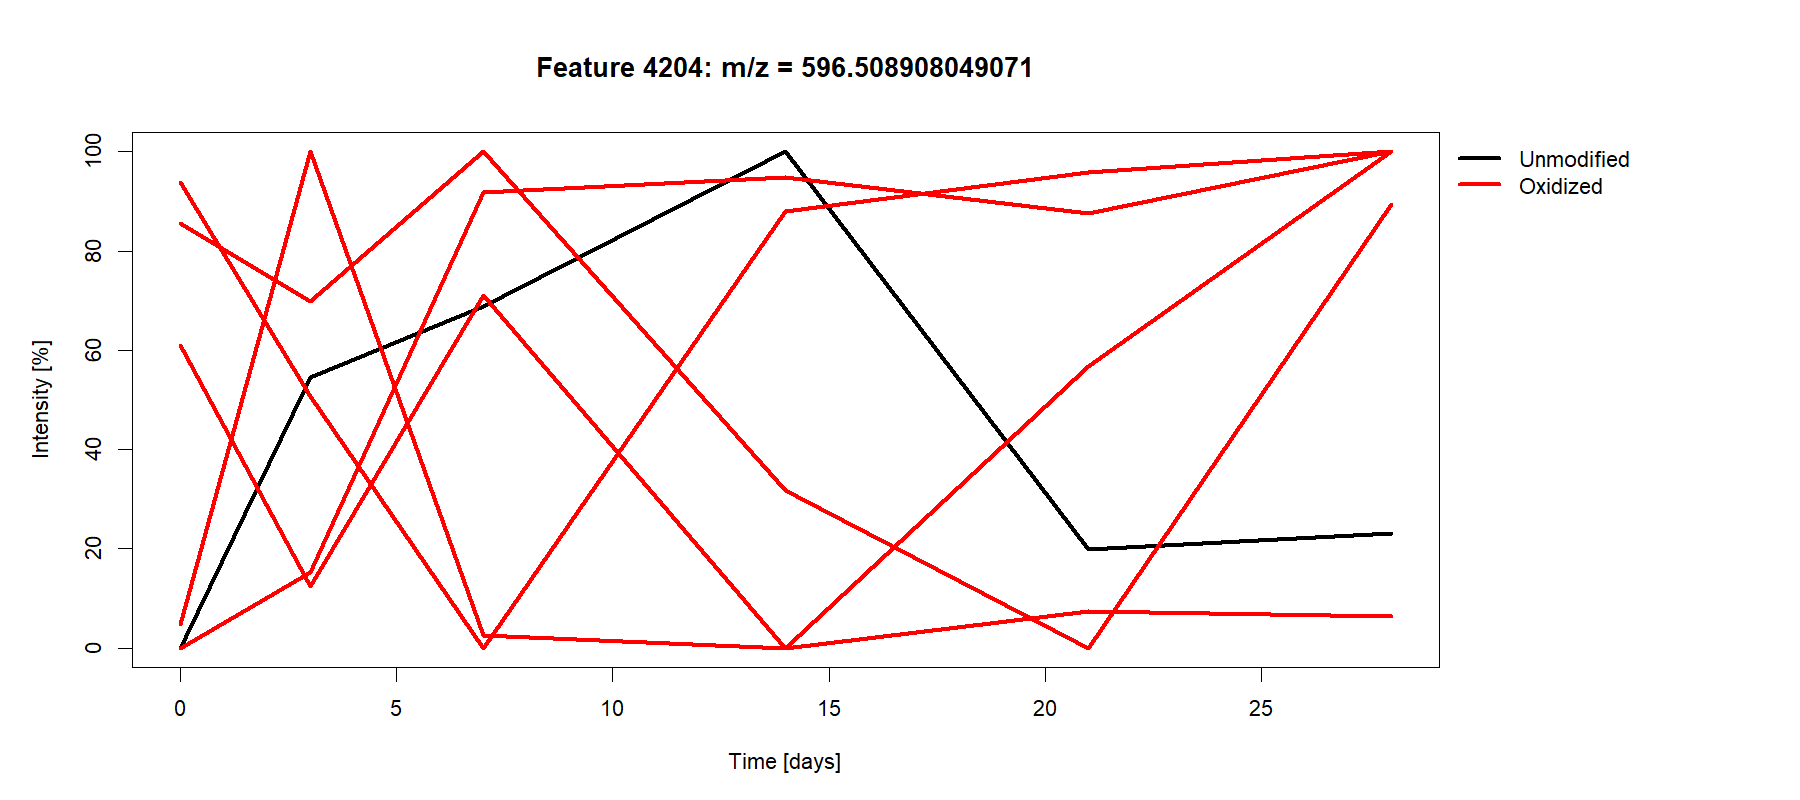 Feature 4204: m/z = 596.508908049071
Unmodified
Oxidized
Intensity [%]
100
80
60
40
20
0
0 5 10 15 20 25
Time [days]